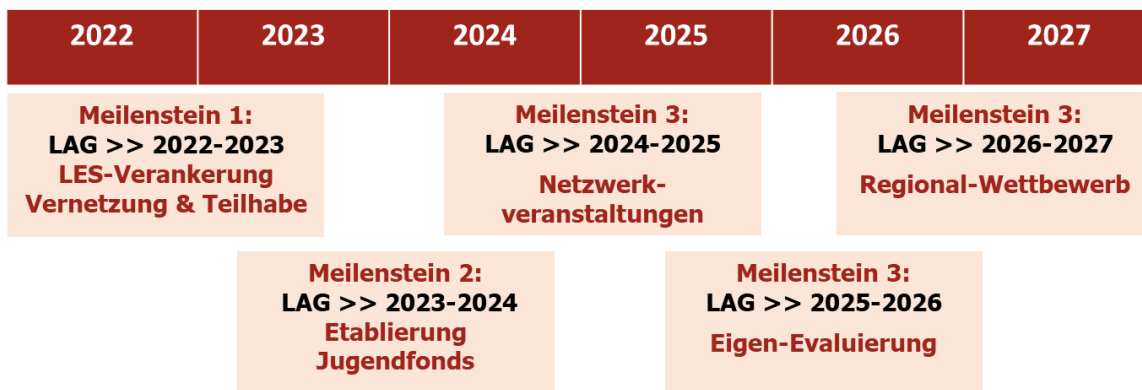 2022 2023 2024 2025 2026 2027
Meilenstein 1:
LAG >> 2022-2023
LES-Verankerung
Vernetzung & Teilhabe
Meilenstein 3:
LAG >> 2024-2025
Netzwerk-
veranstaltungen
Meilenstein 3:
LAG >> 2026-2027
Regional-Wettbewerb
Meilenstein 2:
LAG >> 2023-2024
Etablierung
Jugendfonds
Meilenstein 3:
LAG >> 2025-2026
Eigen-Evaluierung